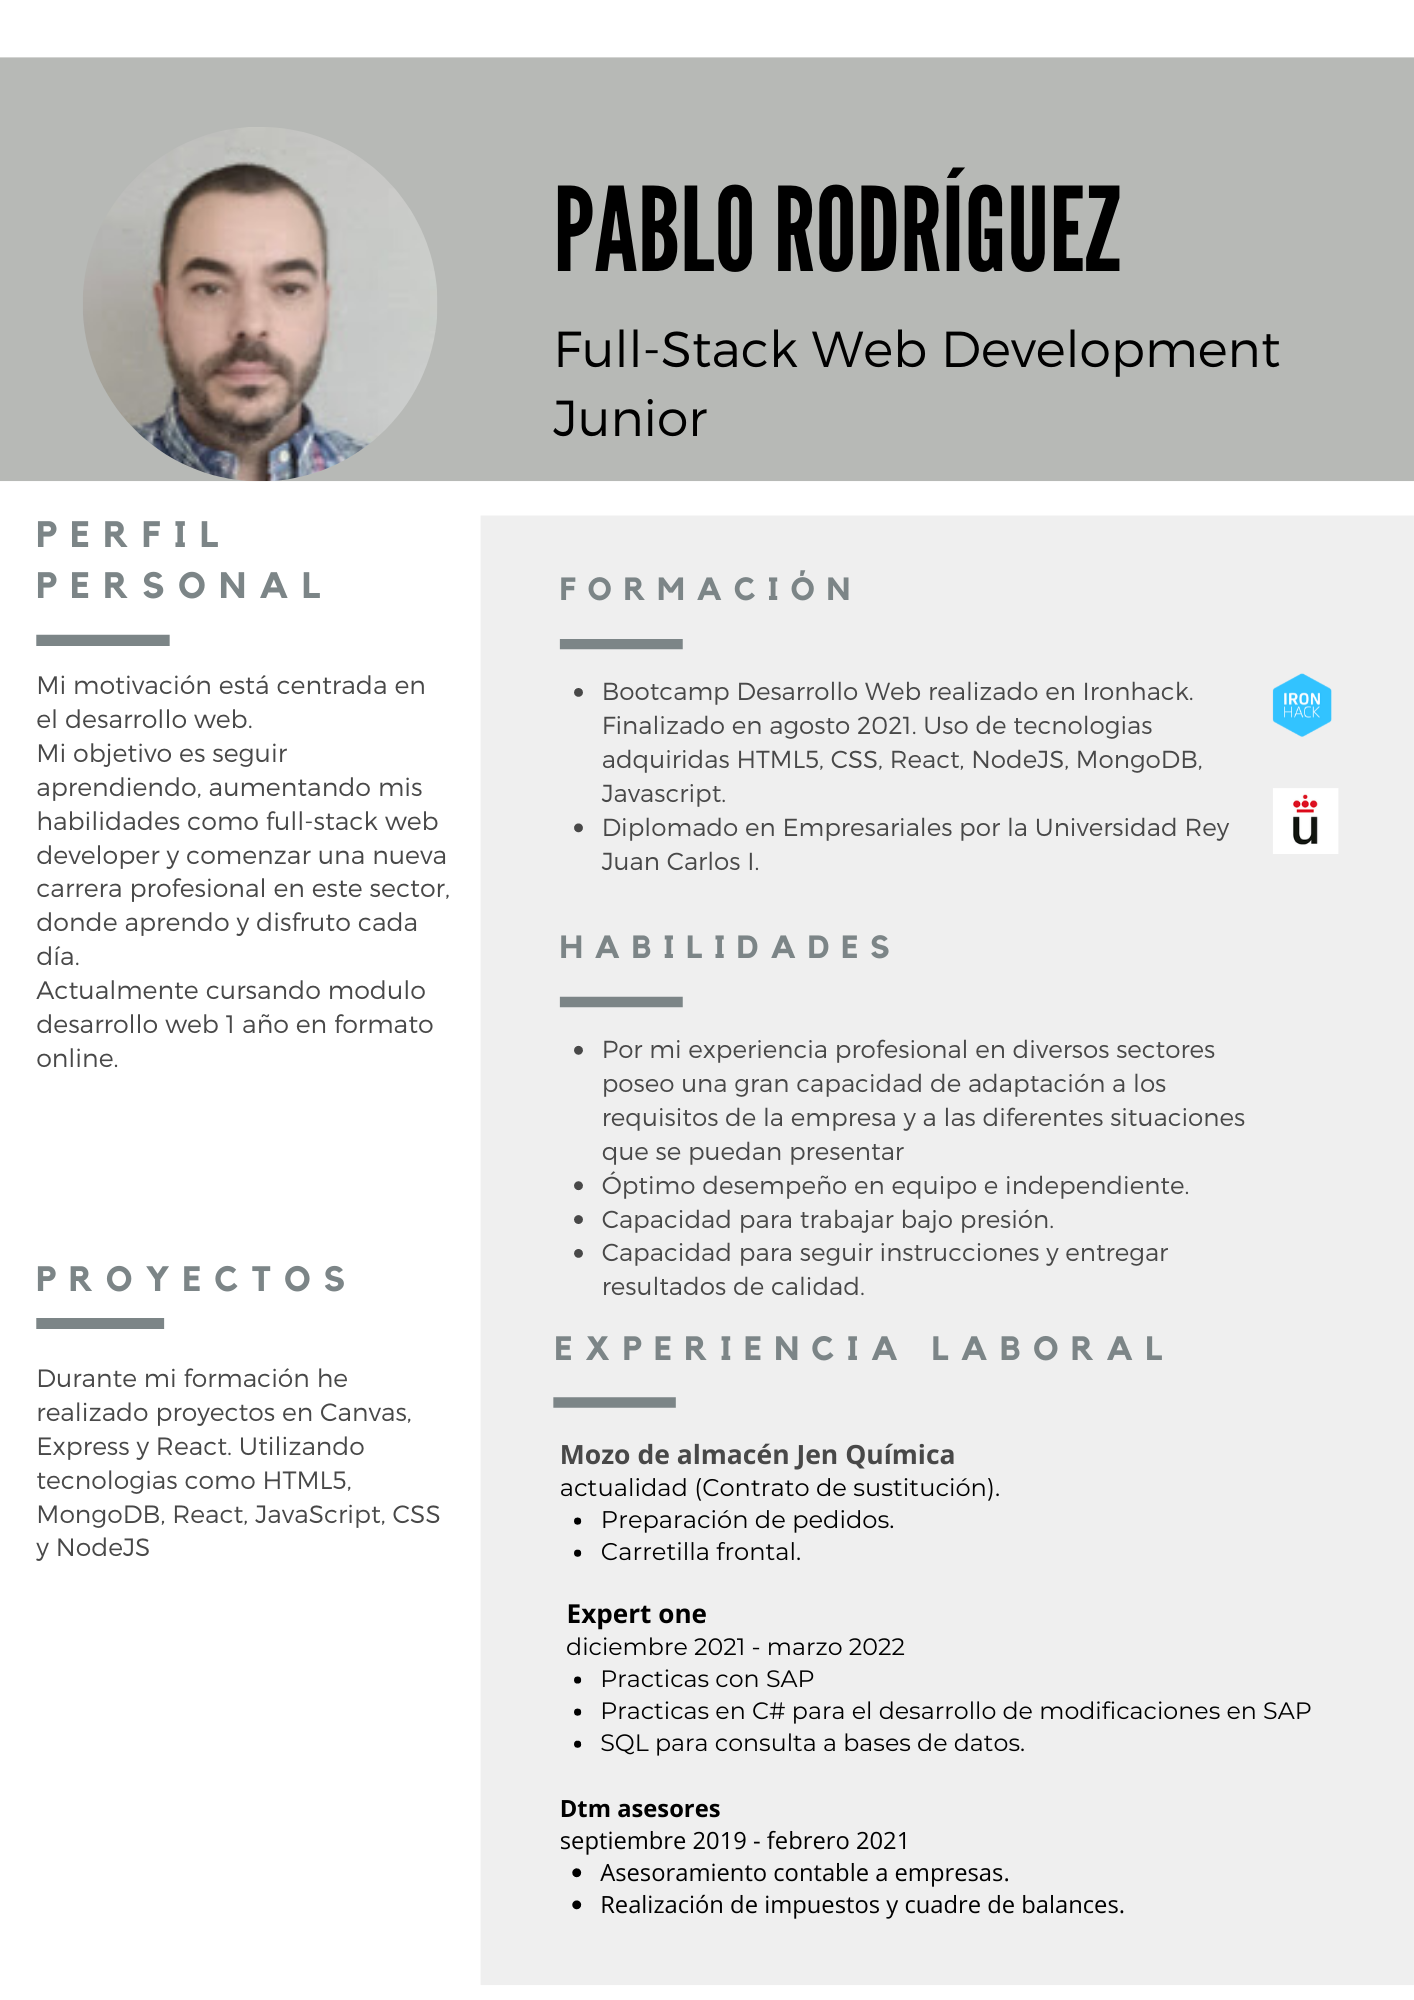 PABLO RODRÍGUEZ
Full-Stack Web Development
Junior
PERFIL
PERSONAL
Mi motivación está centrada en
el desarrollo web.
Mi objetivo es seguir
aprendiendo, aumentando mis
habilidades como full-stack web
developer y comenzar una nueva
carrera profesional en este sector,
donde aprendo y disfruto cada
día.
Actualmente cursando modulo
desarrollo web 1 año en formato
online.
PROYECTOS
Durante mi formación he
realizado proyectos en Canvas,
Express y React. Utilizando
tecnologias como HTML5,
MongoDB, React, JavaScript, CSS
y NodeJS
FORMACIÓN
• Bootcamp Desarrollo Web realizado en Ironhack.
Finalizado en agosto 2021. Uso de tecnologias
adquiridas HTML5, CSS, React, NodeJS, MongoDB,
Javascript.
• Diplomado en Empresariales por la Universidad Rey
Juan Carlos I.
IRON
HACK
u
HABILIDADES
• Por mi experiencia profesional en diversos sectores
poseo una gran capacidad de adaptación a los
requisitos de la empresa y a las diferentes situaciones
que se puedan presentar
• Óptimo desempeño en equipo e independiente.
• Capacidad para trabajar bajo presión.
• Capacidad para seguir instrucciones y entregar
resultados de calidad.
EXPERIENCIA LABORAL
Mozo de almacén Jen Química
actualidad (Contrato de sustitución).
• Preparación de pedidos.
• Carretilla frontal.
Expert one
diciembre 2021 - marzo 2022
• Practicas con SAP
• Practicas en C# para el desarrollo de modificaciones en SAP
• SQL para consulta a bases de datos.
Dtm asesores
septiembre 2019 - febrero 2021
• Asesoramiento contable a empresas.
• Realización de impuestos y cuadre de balances.